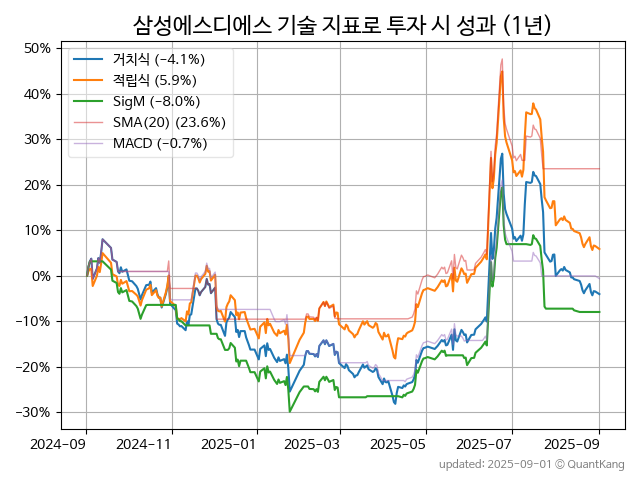 삼성에스디에스 기술 지표로 투자 시 성과 (1년)
거치식 (−4.1%)
적립식 (5.9%)
SigM (−8.0%)
SMA(20) (23.6%)
MACD (−0.7%)
50%
40%
30%
20%
10%
0%
−10%
−20%
−30%
2024-09 2024-11 2025-01 2025-03 2025-05 2025-07 2025-09
updated: 2025-09-01 © QuantKang